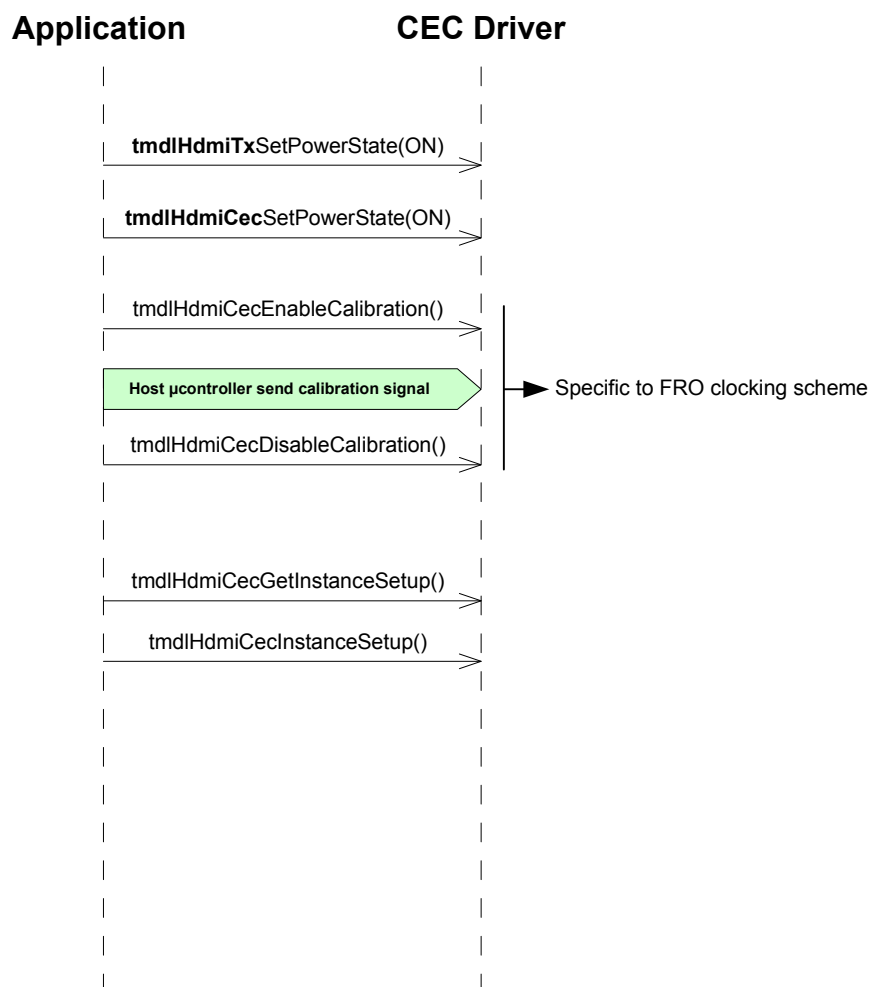 Application CEC Driver
tmdlHdmiTxSetPowerState(ON)
tmdlHdmiCecSetPowerState(ON)
tmdlHdmiCecEnableCalibration()
Host µcontroller send calibration signal
Specific to FRO clocking scheme
tmdlHdmiCecDisableCalibration()
tmdlHdmiCecGetInstanceSetup()
tmdlHdmiCecInstanceSetup()